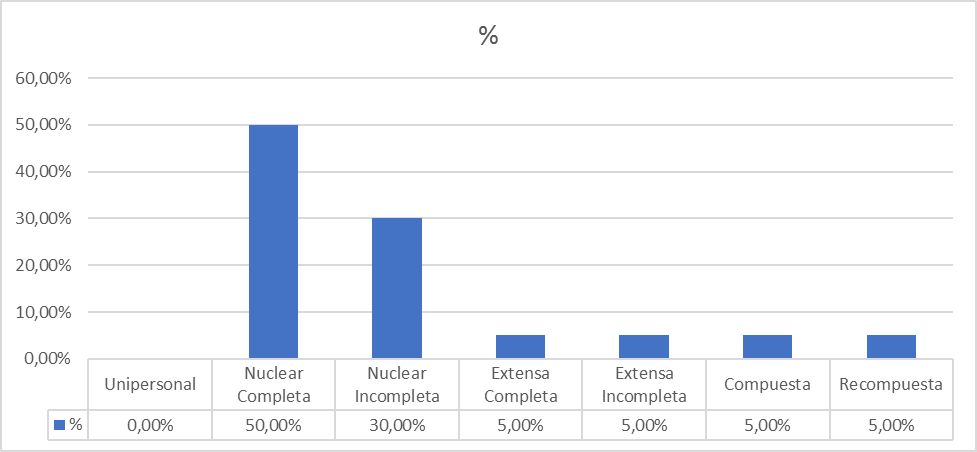 %
60,00%
50,00%
40,00%
30,00%
20,00%
10,00%
0,00%
Unipersonal
Nuclear
Completa
Nuclear
Incompleta
Extensa
Completa
Extensa
Incompleta
Compuesta
Recompuesta
% 0,00% 50,00% 30,00% 5,00% 5,00% 5,00% 5,00%